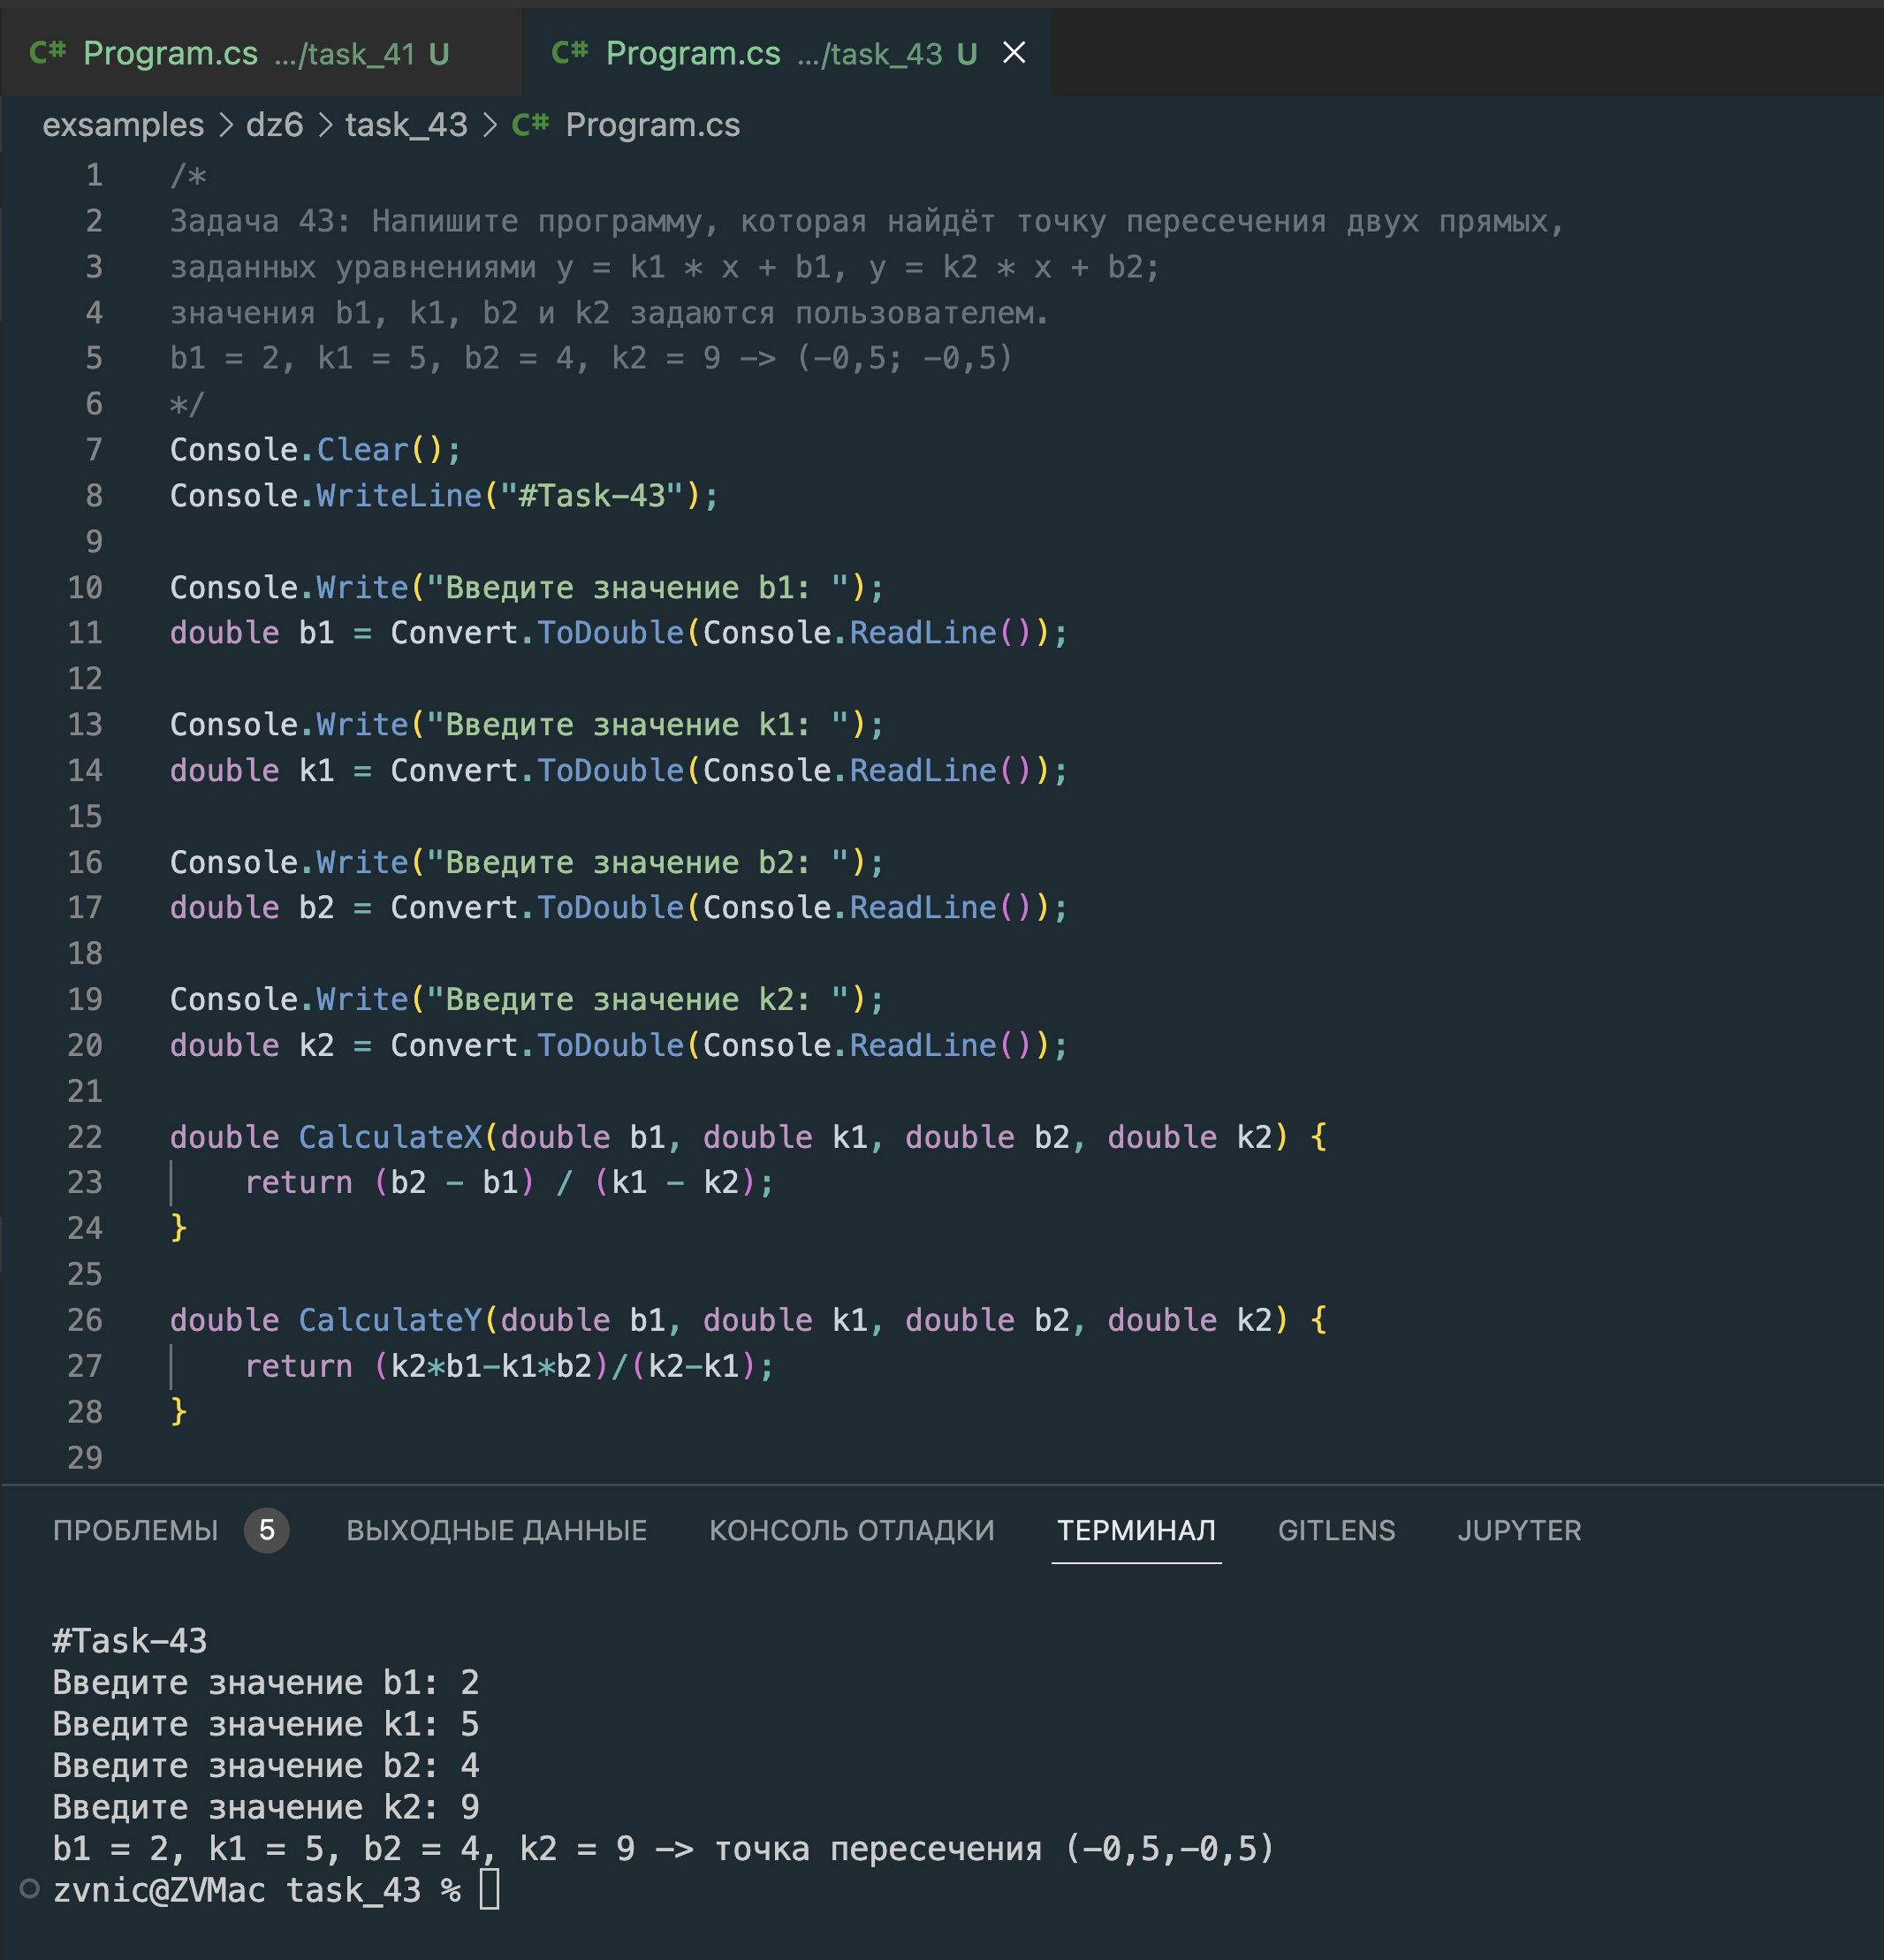 C# Program.cs .../task_41 U C# Program.cs .../task_43 U
exsamples > dz6 > task_43 > C# Program.cs
1 /*
2 Задача 43: Напишите программу, которая найдёт точку пересечения двух прямых,
3 заданных уравнениями y = k1 * x + b1, y = k2 * x + b2;
4 значения b1, k1, b2 и k2 задаются пользователем.
5 b1 = 2, k1 = 5, b2 = 4, k2 = 9 -> (-0,5; -0,5)
6 */
7 Console.Clear();
8 Console.WriteLine("#Task-43");
9
10 Console.Write("Введите значение b1: ");
11 double b1 = Convert.ToDouble(Console.ReadLine());
12
13 Console.Write("Введите значение k1: ");
14 double k1 = Convert.ToDouble(Console.ReadLine());
15
16 Console.Write("Введите значение b2: ");
17 double b2 = Convert.ToDouble(Console.ReadLine());
18
19 Console.Write("Введите значение k2: ");
20 double k2 = Convert.ToDouble(Console.ReadLine());
21
22 double CalculateX(double b1, double k1, double b2, double k2) {
23 return (b2 - b1) / (k1 - k2);
24 }
25
26 double CalculateY(double b1, double k1, double b2, double k2) {
27 return (k2*b1-k1*b2)/(k2-k1);
28 }
29
ПРОБЛЕМЫ 5 ВЫХОДНЫЕ ДАННЫЕ КОНСОЛЬ ОТЛАДКИ ТЕРМИНАЛ GITLENS JUPYTER
#Task-43
Введите значение b1: 2
Введите значение k1: 5
Введите значение b2: 4
Введите значение k2: 9
b1 = 2, k1 = 5, b2 = 4, k2 = 9 -> точка пересечения (-0,5,-0,5)
zvnic@ZVMac task_43 %